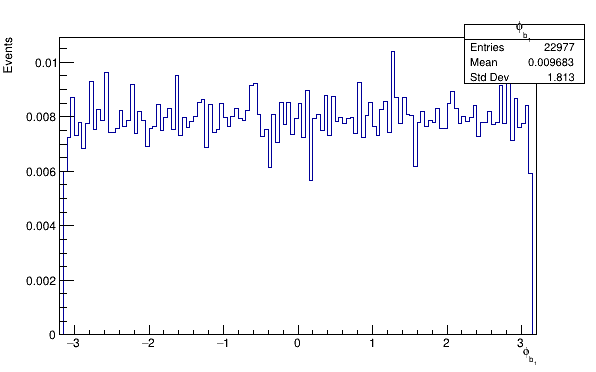 ϕ_b₁
Entries 22977
Mean 0.009683
Std Dev 1.813
Events
0.01
0.008
0.006
0.004
0.002
0
−3 −2 −1 0 1 2 3
ϕ_b₁